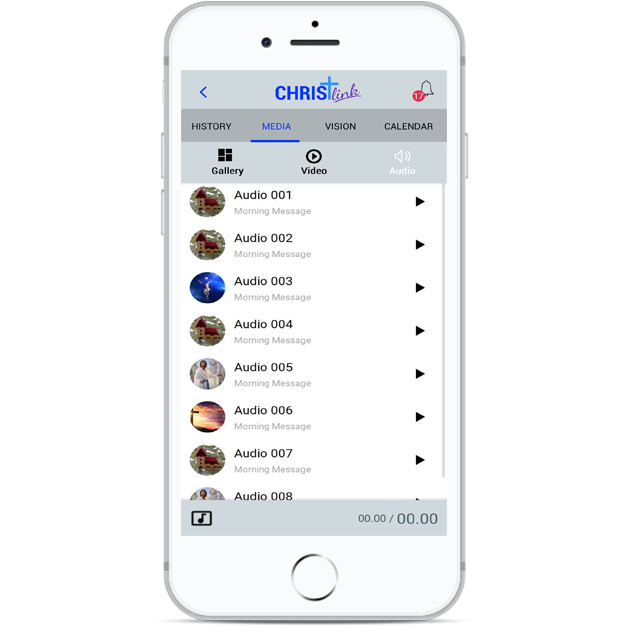 CHRISTlink
17
HISTORY MEDIA VISION CALENDAR
Gallery Video Audio
Audio 001
Morning Message
Audio 002
Morning Message
Audio 003
Morning Message
Audio 004
Morning Message
Audio 005
Morning Message
Audio 006
Morning Message
Audio 007
Morning Message
Audio 008
00.00 / 00.00